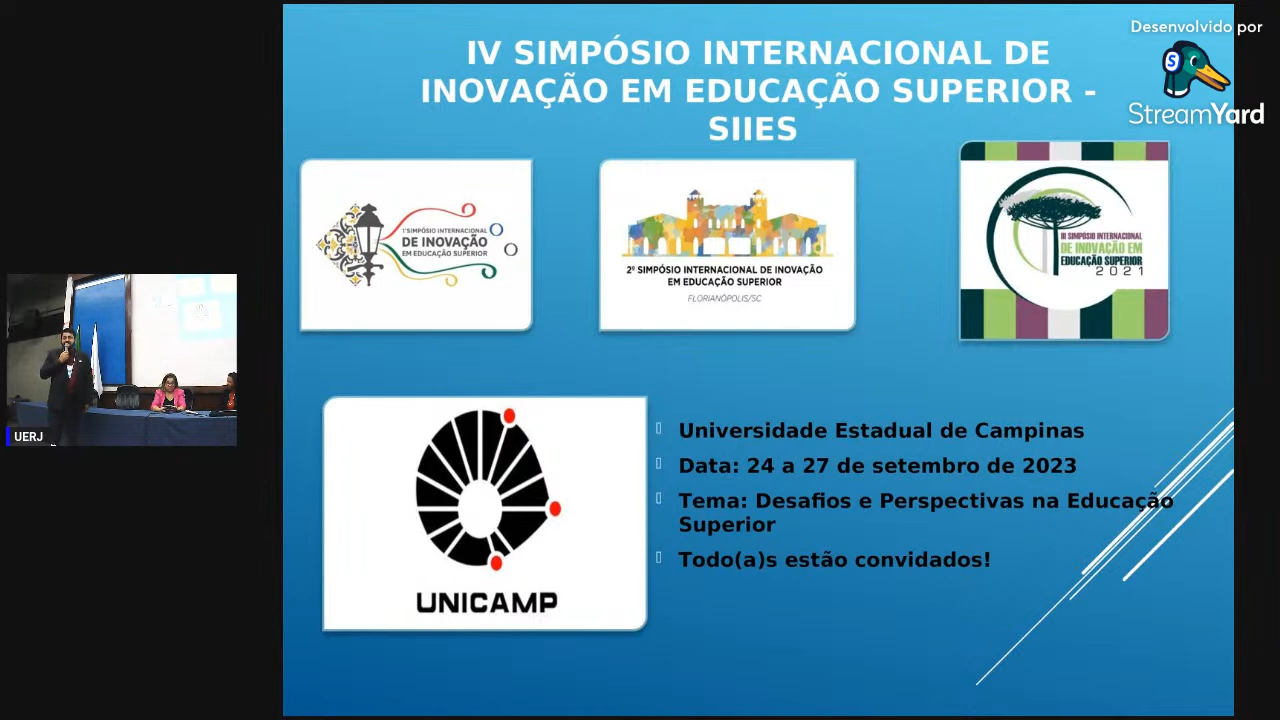 IV SIMPÓSIO INTERNACIONAL DE
INOVAÇÃO EM EDUCAÇÃO SUPERIOR -
SIIES
Desenvolvido por
StreamYard
1º SIMPÓSIO INTERNACIONAL
DE INOVAÇÃO
EM EDUCAÇÃO SUPERIOR
2º SIMPÓSIO INTERNACIONAL DE INOVAÇÃO
EM EDUCAÇÃO SUPERIOR
FLORIANÓPOLIS/SC
III SIMPÓSIO INTERNACIONAL
DE INOVAÇÃO EM
EDUCAÇÃO SUPERIOR
2021
UERJ
UNICAMP
Universidade Estadual de Campinas
Data: 24 a 27 de setembro de 2023
Tema: Desafios e Perspectivas na Educação
Superior
Todo(a)s estão convidados!